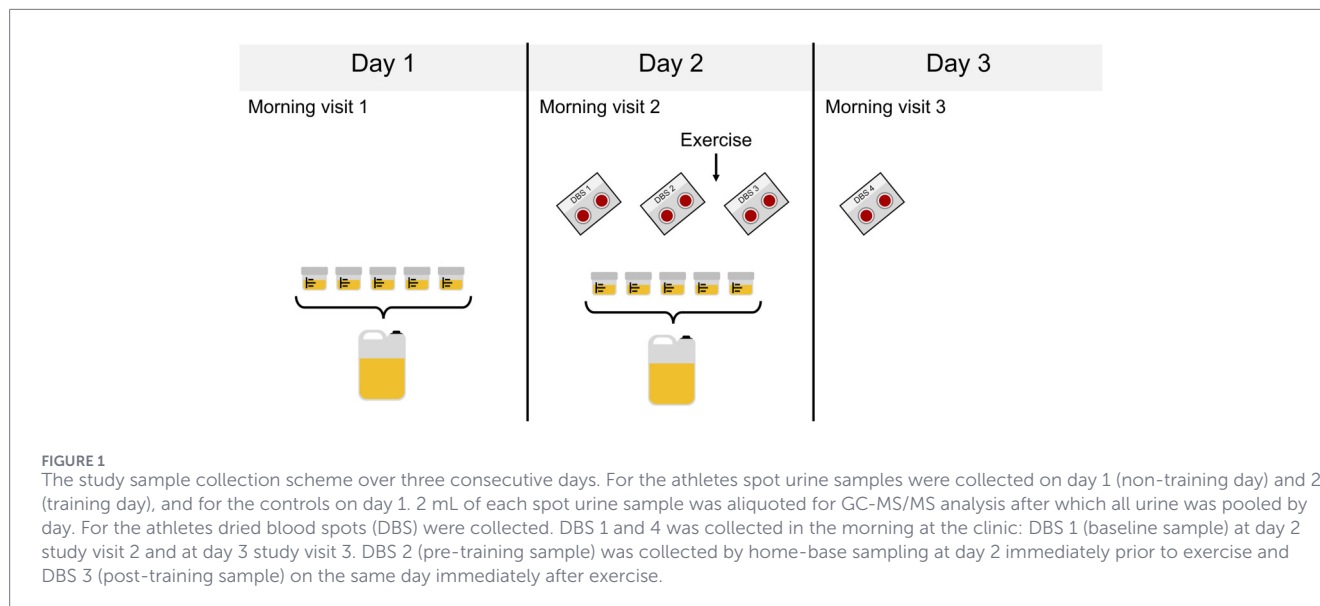 Day 1
Day 2
Day 3
Morning visit 1
Morning visit 2
Morning visit 3
Exercise
DBS 1
DBS 2
DBS 3
DBS 4
FIGURE 1
The study sample collection scheme over three consecutive days. For the athletes spot urine samples were collected on day 1 (non-training day) and 2
(training day), and for the controls on day 1. 2 mL of each spot urine sample was aliquoted for GC-MS/MS analysis after which all urine was pooled by
day. For the athletes dried blood spots (DBS) were collected. DBS 1 and 4 was collected in the morning at the clinic: DBS 1 (baseline sample) at day 2
study visit 2 and at day 3 study visit 3. DBS 2 (pre-training sample) was collected by home-base sampling at day 2 immediately prior to exercise and
DBS 3 (post-training sample) on the same day immediately after exercise.